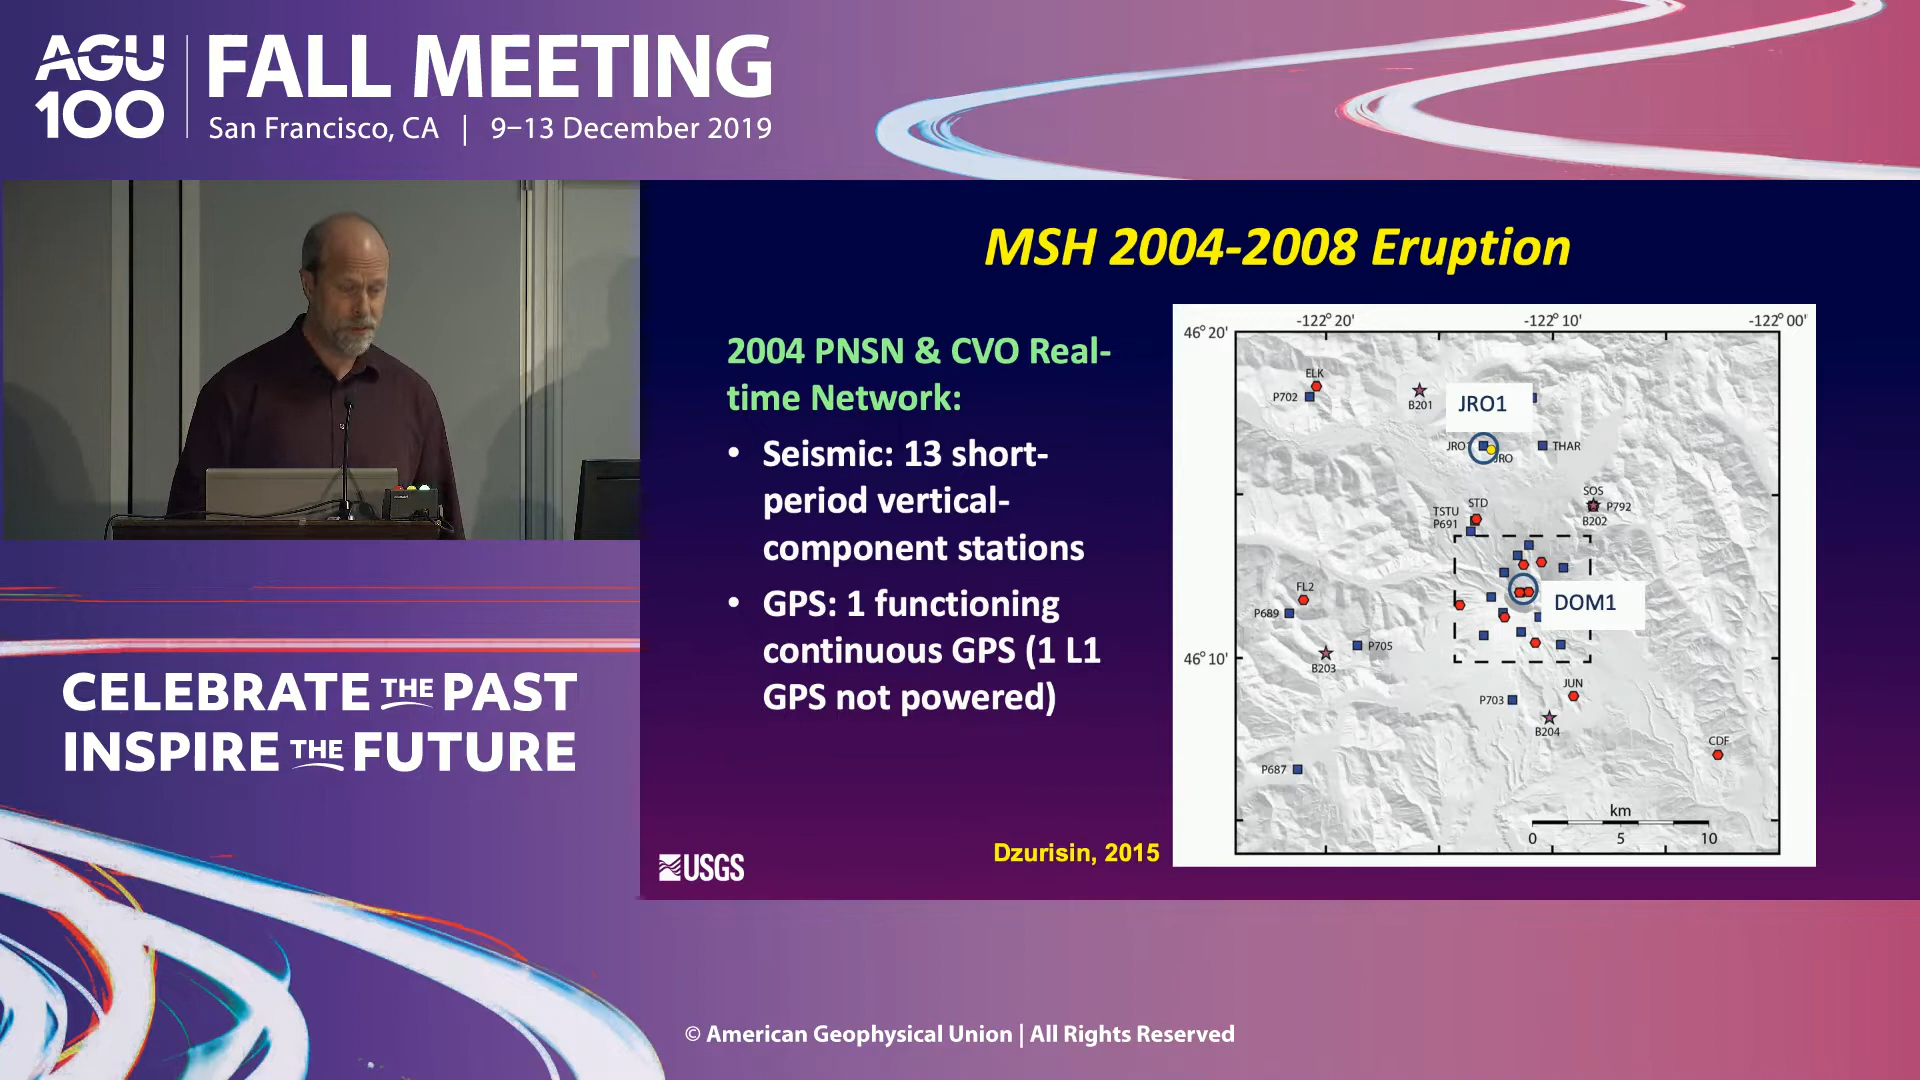 AGU
100
FALL MEETING
San Francisco, CA | 9–13 December 2019
MSH 2004-2008 Eruption
2004 PNSN & CVO Real-
time Network:
• Seismic: 13 short-
period vertical-
component stations
• GPS: 1 functioning
continuous GPS (1 L1
GPS not powered)
Dzurisin, 2015
USGS
-122° 20'
-122° 10'
-122° 00'
46° 20'
ELK
P702
B201
JRO1
JRO
JRO
THAR
SOS
P792
B202
STD
TSTU
P691
DOM1
FL2
P689
P705
B203
46° 10'
JUN
P703
B204
CDF
P687
km
0 5 10
CELEBRATE THE PAST
INSPIRE THE FUTURE
© American Geophysical Union | All Rights Reserved